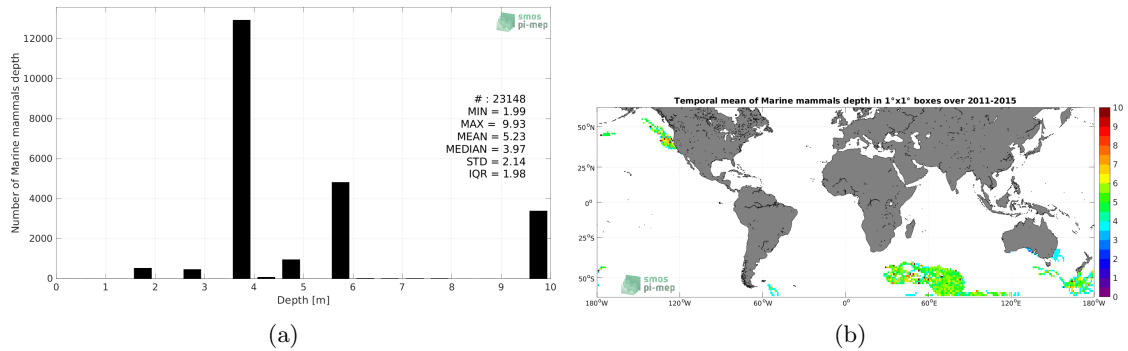 smos
pi-mep
12000
10000
8000
6000
4000
2000
0
Number of Marine mammals depth
# : 23148
MIN = 1.99
MAX = 9.93
MEAN = 5.23
MEDIAN = 3.97
STD = 2.14
IQR = 1.98
0 1 2 3 4 5 6 7 8 9 10
Depth [m]
(a)
Temporal mean of Marine mammals depth in 1°x1° boxes over 2011-2015
50°N
25°N
0°
25°S
50°S
180°W 120°W 60°W 0° 60°E 120°E 180°W
smos
pi-mep
10
9
8
7
6
5
4
3
2
1
0
(b)